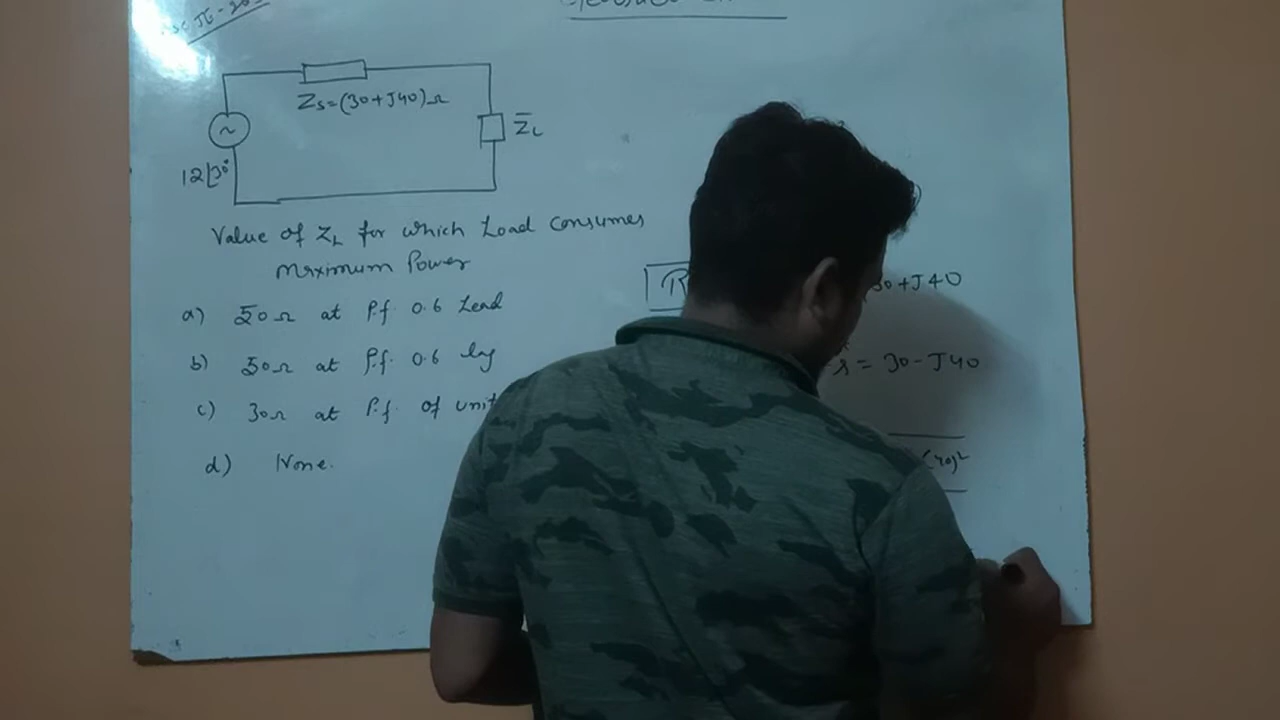 Zs=(30+J40)Ω
Z̅L
12∠30°
Value of ZL for which Load Consumes
Maximum Power
a) 50Ω at P.f 0.6 Lead
b) 50Ω at P.f. 0.6 lag
c) 30Ω at P.f. of unit
d) None.
30+J40
= 30-J40
(40)²